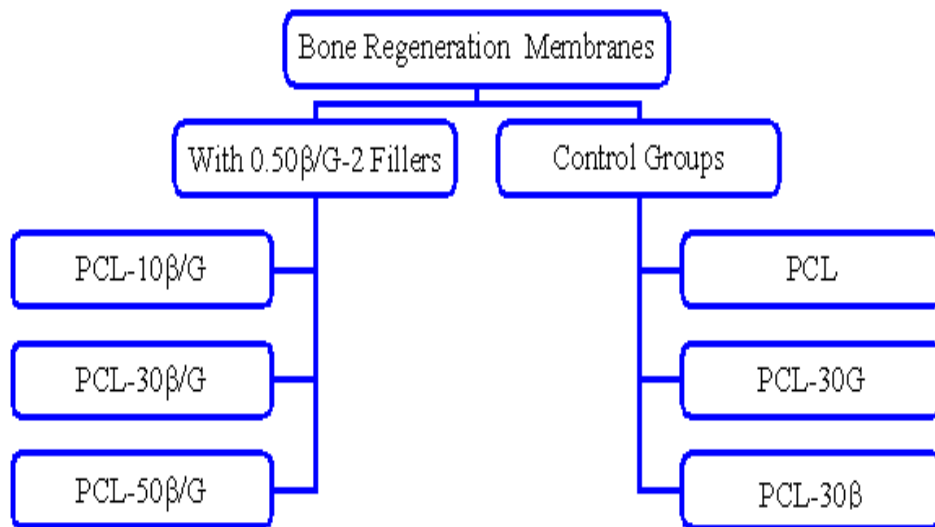 Bone Regeneration Membranes
With 0.50β/G-2 Fillers
Control Groups
PCL-10β/G
PCL
PCL-30β/G
PCL-30G
PCL-50β/G
PCL-30β